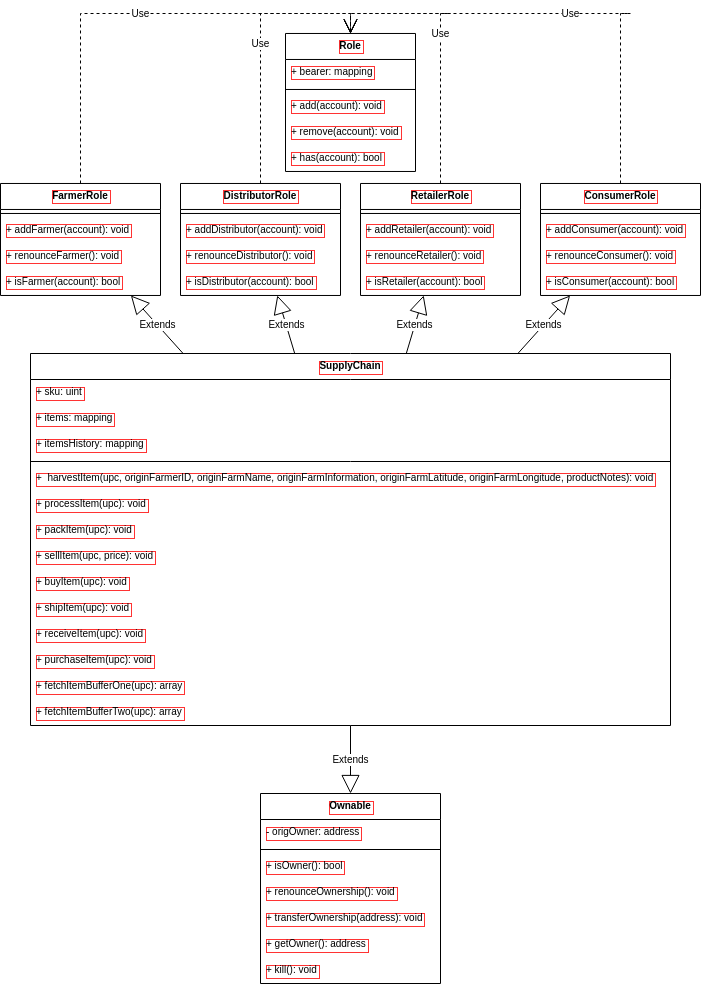 Use
Use
Use
Use
Role
+ bearer: mapping
+ add(account): void
+ remove(account): void
+ has(account): bool
FarmerRole
+ addFarmer(account): void
+ renounceFarmer(): void
+ isFarmer(account): bool
DistributorRole
+ addDistributor(account): void
+ renounceDistributor(): void
+ isDistributor(account): bool
RetailerRole
+ addRetailer(account): void
+ renounceRetailer(): void
+ isRetailer(account): bool
ConsumerRole
+ addConsumer(account): void
+ renounceConsumer(): void
+ isConsumer(account): bool
Extends
Extends
Extends
Extends
SupplyChain
+ sku: uint
+ items: mapping
+ itemsHistory: mapping
+ harvestItem(upc, originFarmerID, originFarmName, originFarmInformation, originFarmLatitude, originFarmLongitude, productNotes): void
+ processItem(upc): void
+ packItem(upc): void
+ sellItem(upc, price): void
+ buyItem(upc): void
+ shipItem(upc): void
+ receiveItem(upc): void
+ purchaseItem(upc): void
+ fetchItemBufferOne(upc): array
+ fetchItemBufferTwo(upc): array
Extends
Ownable
- origOwner: address
+ isOwner(): bool
+ renounceOwnership(): void
+ transferOwnership(address): void
+ getOwner(): address
+ kill(): void